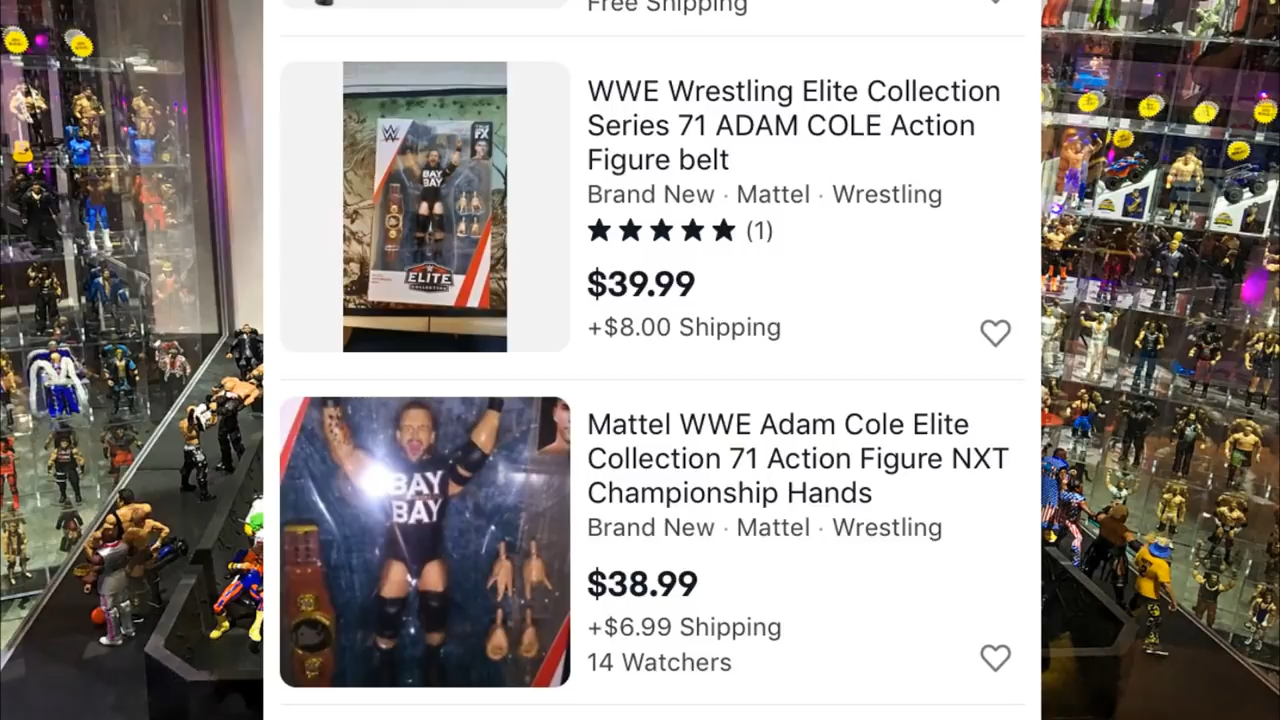 Free Shipping
WWE Wrestling Elite Collection
Series 71 ADAM COLE Action
Figure belt
Brand New · Mattel · Wrestling
★★★★★ (1)
$39.99
+$8.00 Shipping
W
FX
BAY
BAY
ELITE
COLLECTION
Mattel WWE Adam Cole Elite
Collection 71 Action Figure NXT
Championship Hands
Brand New · Mattel · Wrestling
$38.99
+$6.99 Shipping
14 Watchers
BAY
BAY